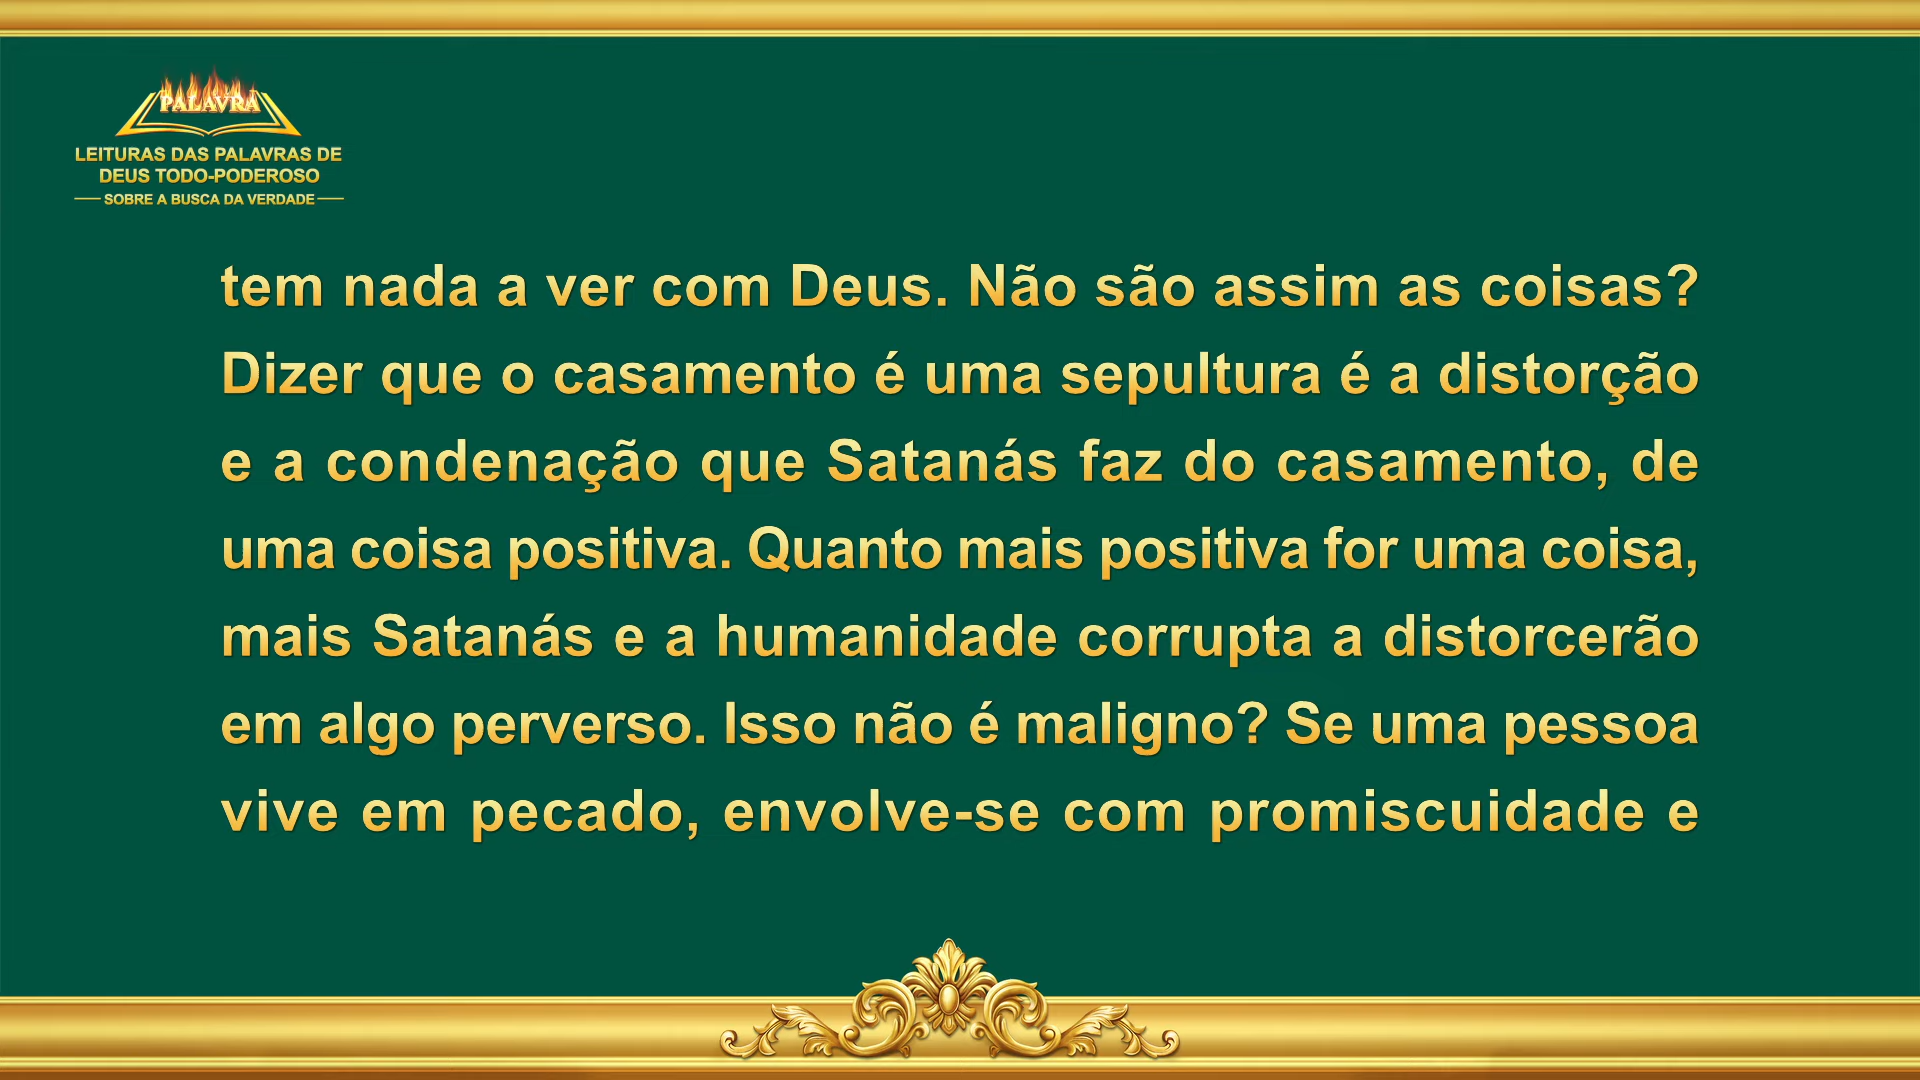 PALAVRA
LEITURAS DAS PALAVRAS DE
DEUS TODO-PODEROSO
SOBRE A BUSCA DA VERDADE
tem nada a ver com Deus. Não são assim as coisas?
Dizer que o casamento é uma sepultura é a distorção
e a condenação que Satanás faz do casamento, de
uma coisa positiva. Quanto mais positiva for uma coisa,
mais Satanás e a humanidade corrupta a distorcerão
em algo perverso. Isso não é maligno? Se uma pessoa
vive em pecado, envolve-se com promiscuidade e